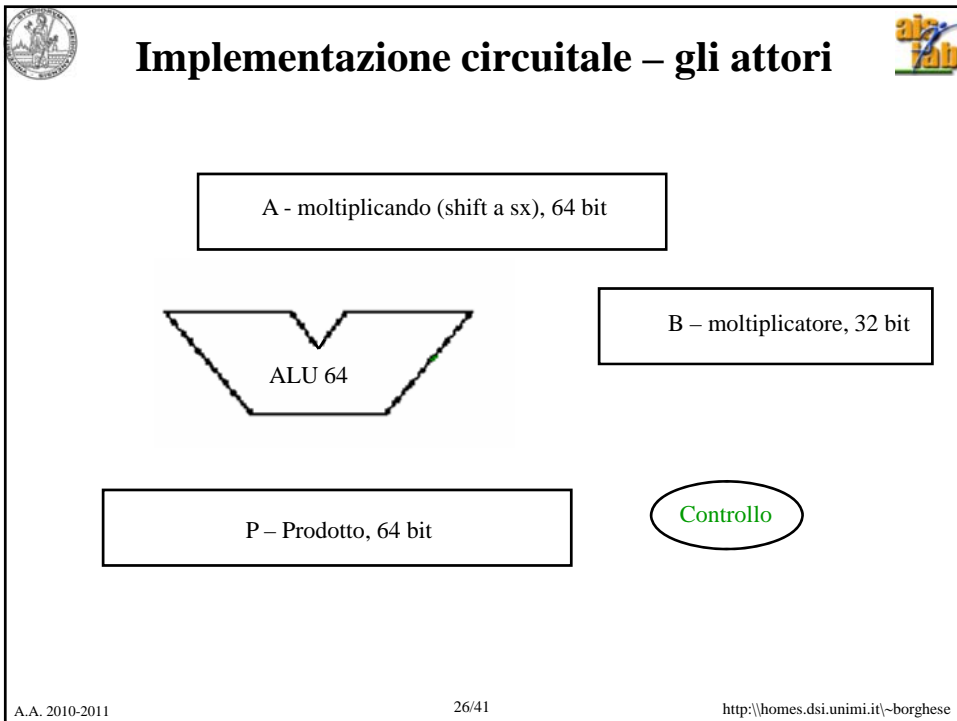 Implementazione circuitale – gli attori
A - moltiplicando (shift a sx), 64 bit
B – moltiplicatore, 32 bit
ALU 64
P – Prodotto, 64 bit
Controllo
A.A. 2010-2011
26/41
http:\\homes.dsi.unimi.it\~borghese